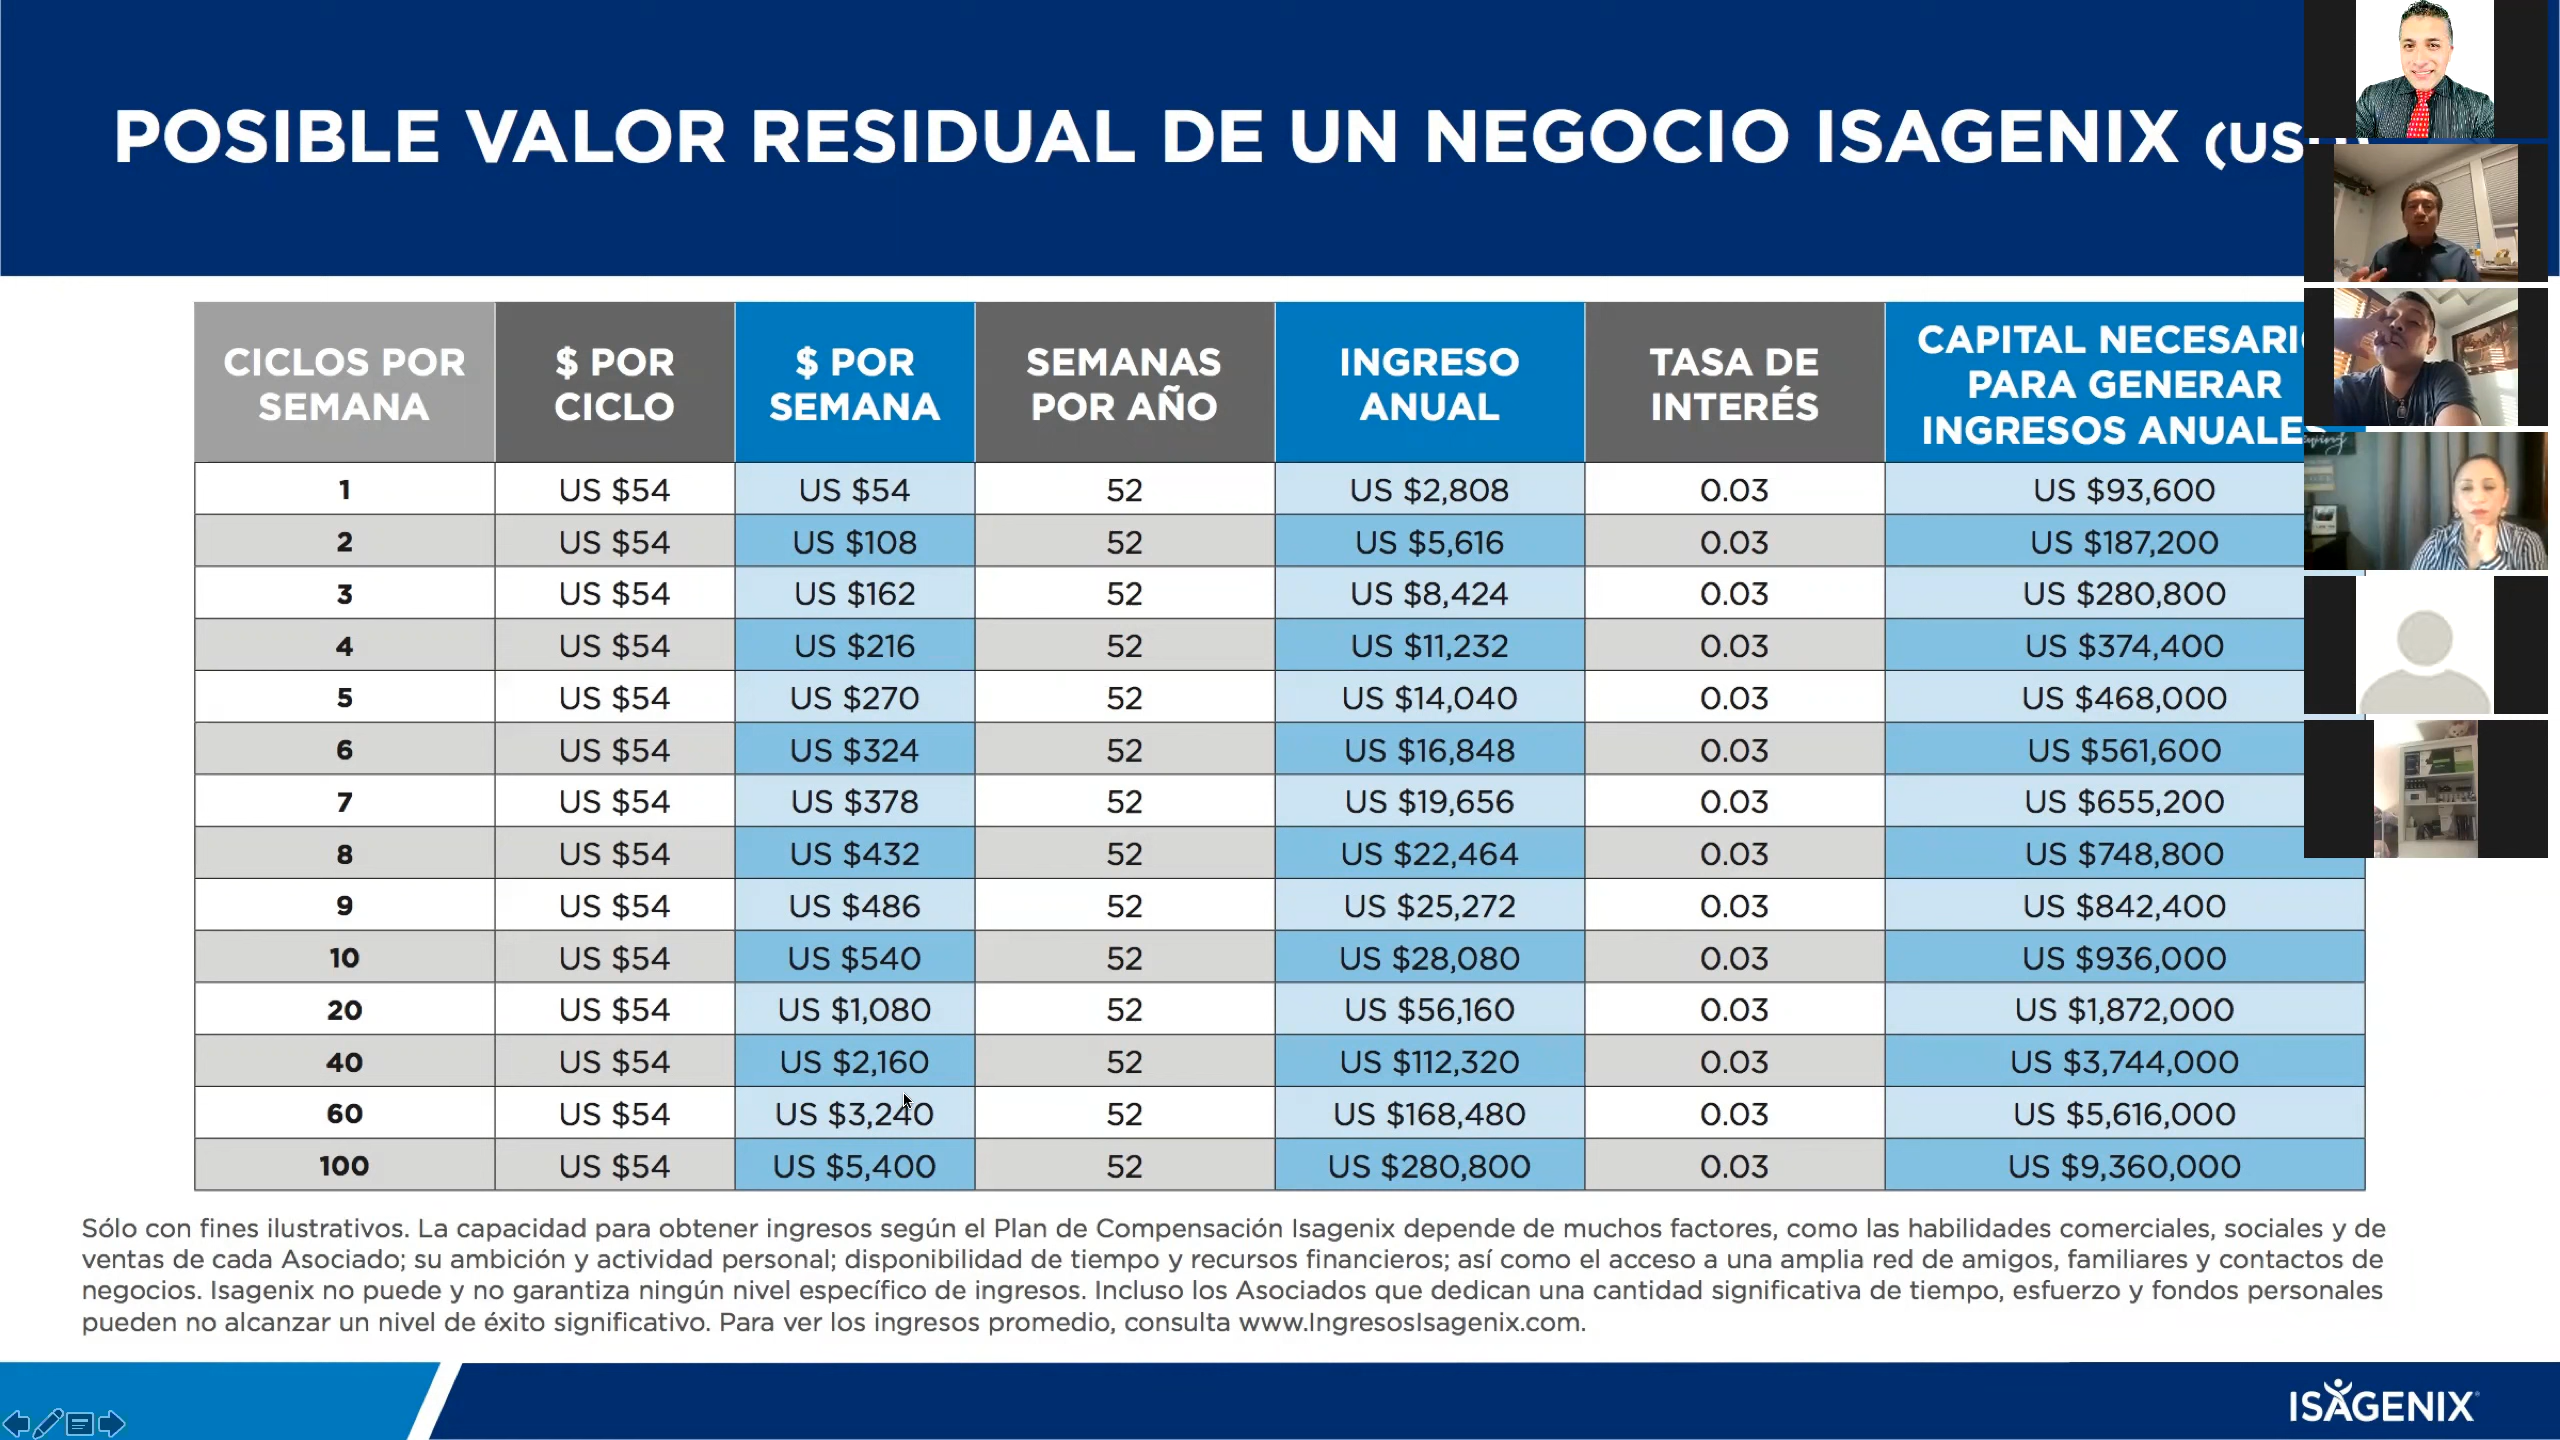 POSIBLE VALOR RESIDUAL DE UN NEGOCIO ISAGENIX (US
CICLOS POR SEMANA $ POR CICLO $ POR SEMANA SEMANAS POR AÑO INGRESO ANUAL TASA DE INTERÉS CAPITAL NECESARIO PARA GENERAR INGRESOS ANUALES
1 US $54 US $54 52 US $2,808 0.03 US $93,600
2 US $54 US $108 52 US $5,616 0.03 US $187,200
3 US $54 US $162 52 US $8,424 0.03 US $280,800
4 US $54 US $216 52 US $11,232 0.03 US $374,400
5 US $54 US $270 52 US $14,040 0.03 US $468,000
6 US $54 US $324 52 US $16,848 0.03 US $561,600
7 US $54 US $378 52 US $19,656 0.03 US $655,200
8 US $54 US $432 52 US $22,464 0.03 US $748,800
9 US $54 US $486 52 US $25,272 0.03 US $842,400
10 US $54 US $540 52 US $28,080 0.03 US $936,000
20 US $54 US $1,080 52 US $56,160 0.03 US $1,872,000
40 US $54 US $2,160 52 US $112,320 0.03 US $3,744,000
60 US $54 US $3,240 52 US $168,480 0.03 US $5,616,000
100 US $54 US $5,400 52 US $280,800 0.03 US $9,360,000
Sólo con fines ilustrativos. La capacidad para obtener ingresos según el Plan de Compensación Isagenix depende de muchos factores, como las habilidades comerciales, sociales y de
ventas de cada Asociado; su ambición y actividad personal; disponibilidad de tiempo y recursos financieros; así como el acceso a una amplia red de amigos, familiares y contactos de
negocios. Isagenix no puede y no garantiza ningún nivel específico de ingresos. Incluso los Asociados que dedican una cantidad significativa de tiempo, esfuerzo y fondos personales
pueden no alcanzar un nivel de éxito significativo. Para ver los ingresos promedio, consulta www.IngresosIsagenix.com.
ISAGENIX